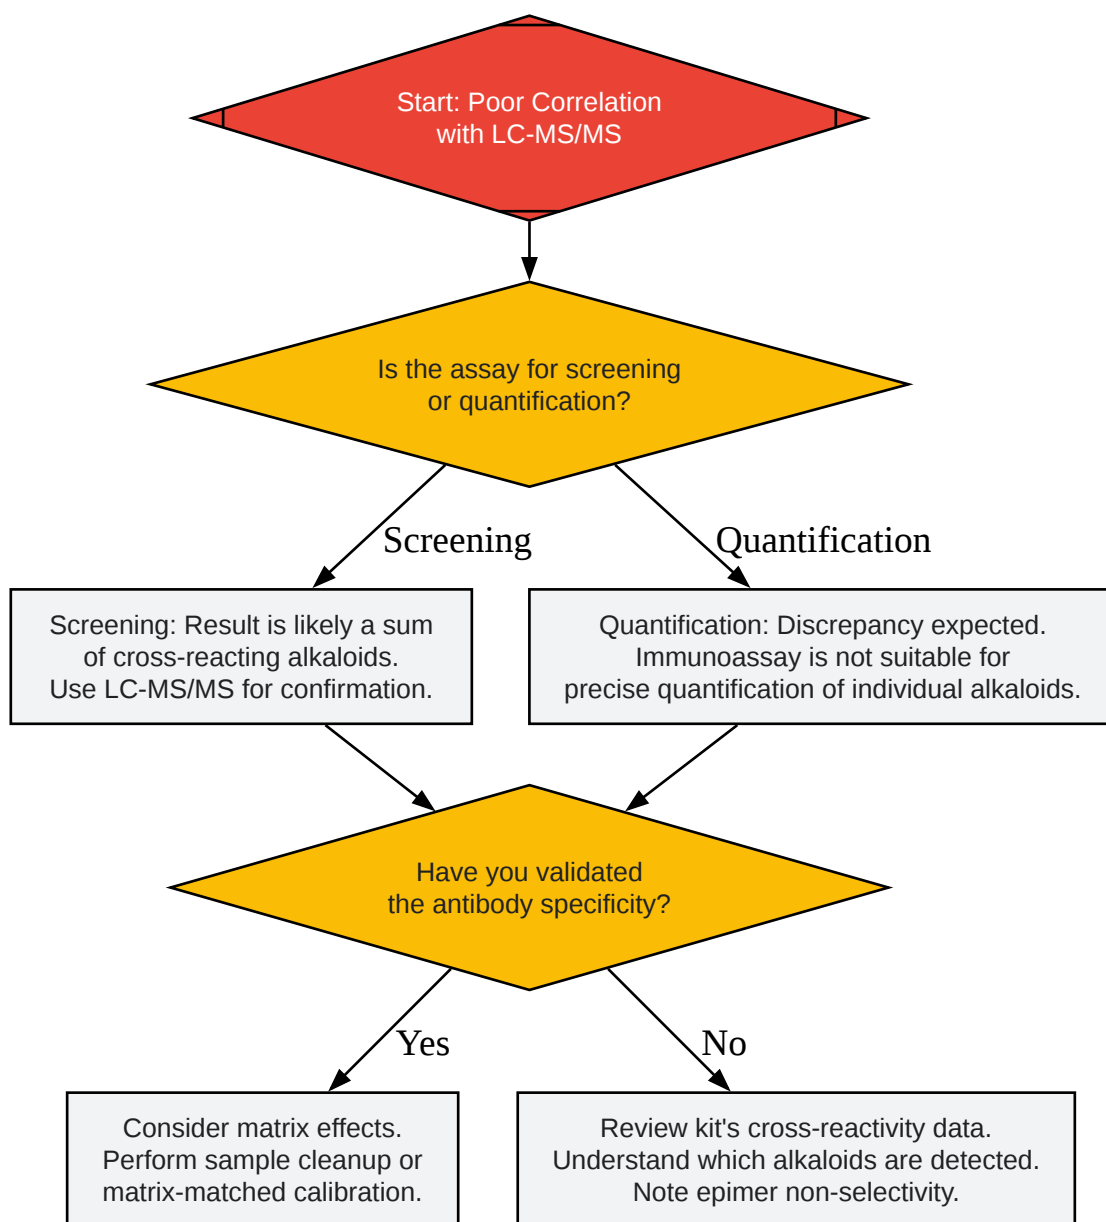 Start: Poor Correlation
with LC-MS/MS
Is the assay for screening
or quantification?
Screening
Quantification
Screening: Result is likely a sum
of cross-reacting alkaloids.
Use LC-MS/MS for confirmation.
Quantification: Discrepancy expected.
Immunoassay is not suitable for
precise quantification of individual alkaloids.
Have you validated
the antibody specificity?
Yes
No
Consider matrix effects.
Perform sample cleanup or
matrix-matched calibration.
Review kit's cross-reactivity data.
Understand which alkaloids are detected.
Note epimer non-selectivity.